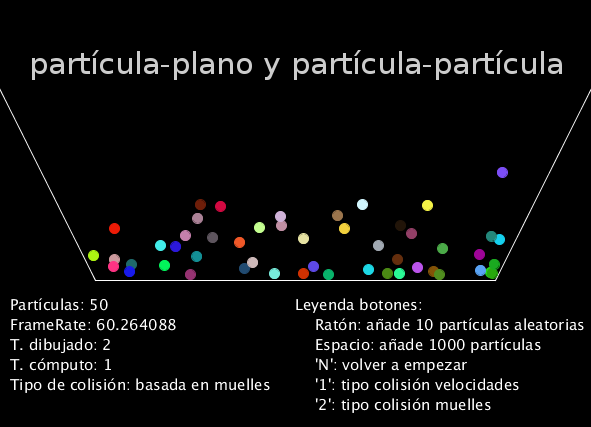 partícula-plano y partícula-partícula
Partículas: 50
FrameRate: 60.264088
T. dibujado: 2
T. cómputo: 1
Tipo de colisión: basada en muelles
Leyenda botones:
Ratón: añade 10 partículas aleatorias
Espacio: añade 1000 partículas
'N': volver a empezar
'1': tipo colisión velocidades
'2': tipo colisión muelles